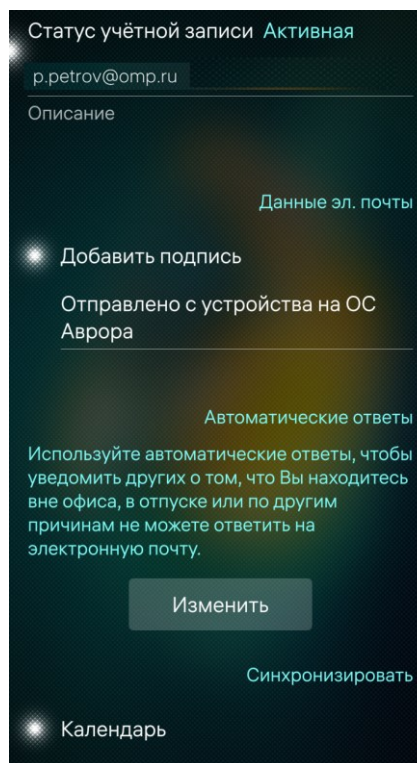 Статус учётной записи Активная
p.petrov@omp.ru
Описание
Данные эл. почты
Добавить подпись
Отправлено с устройства на ОС
Аврора
Автоматические ответы
Используйте автоматические ответы, чтобы
уведомить других о том, что Вы находитесь
вне офиса, в отпуске или по другим
причинам не можете ответить на
электронную почту.
Изменить
Синхронизировать
Календарь